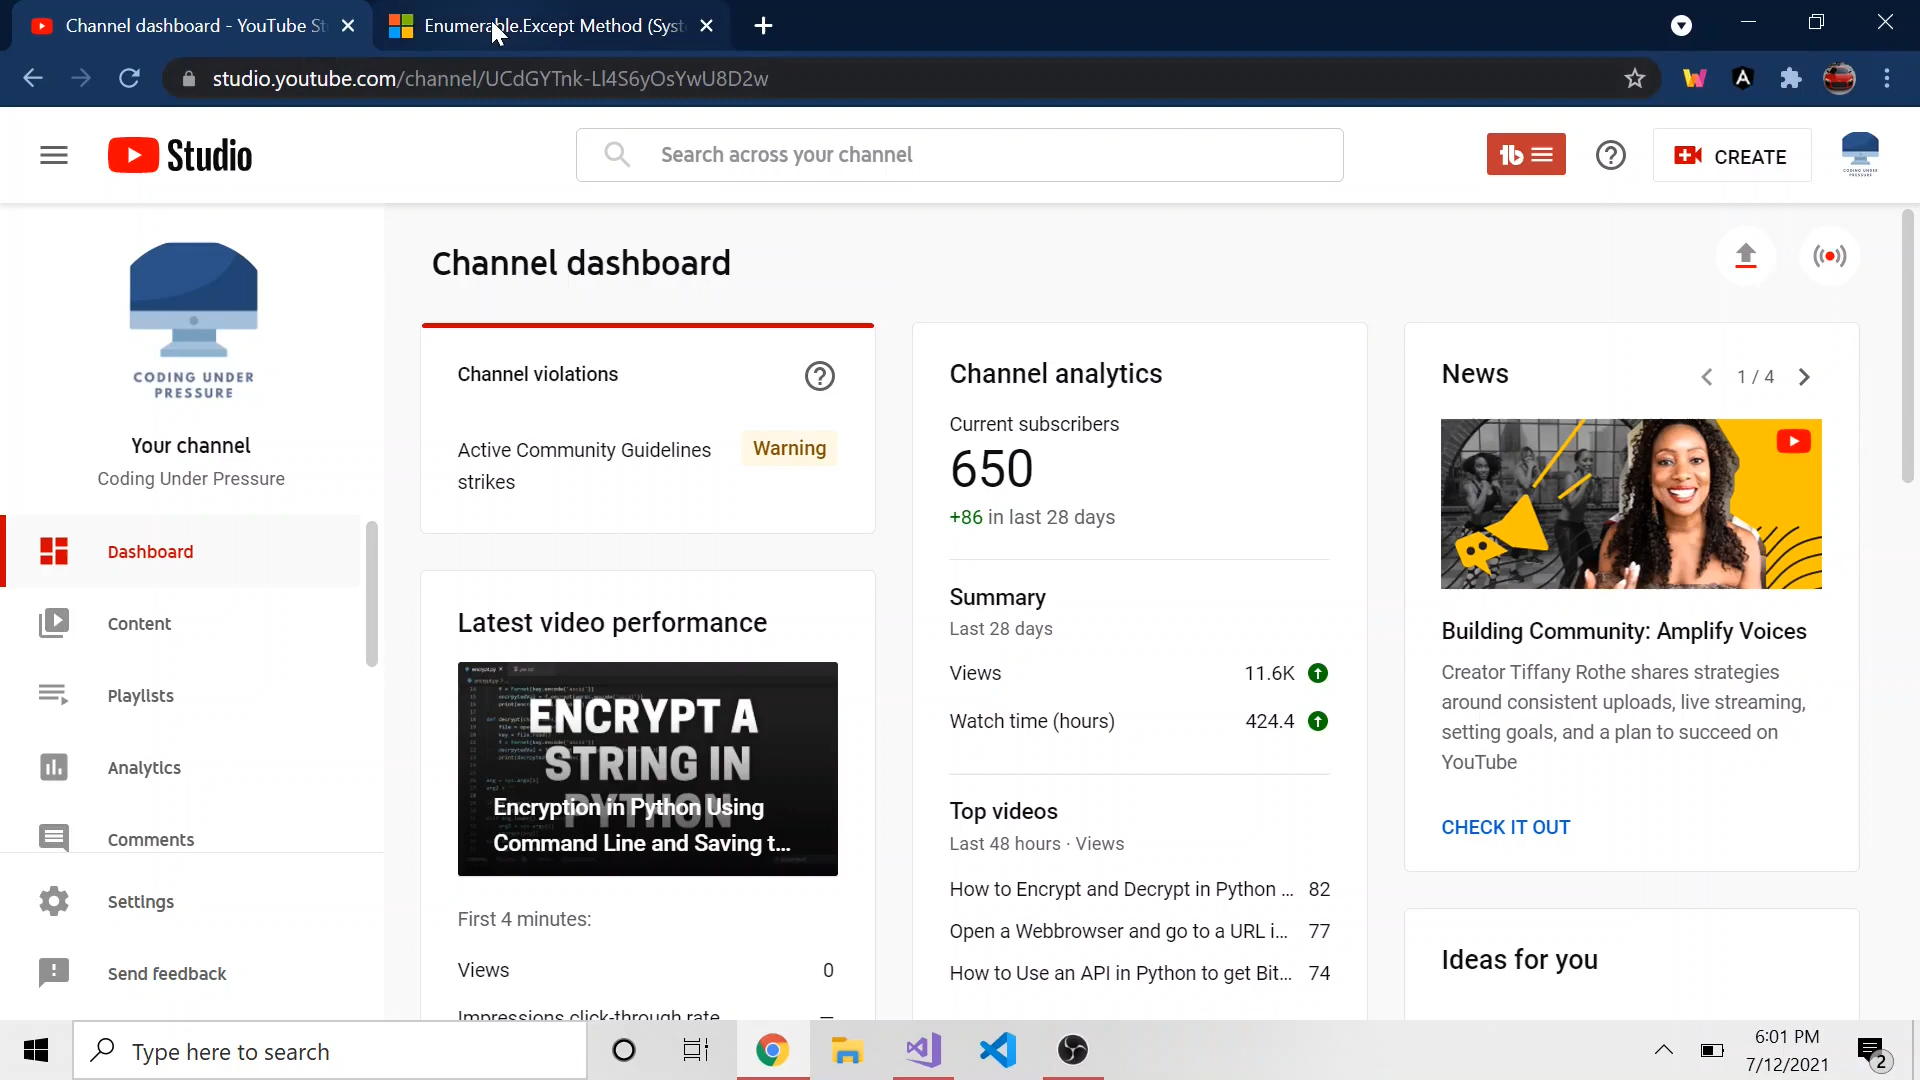 Channel dashboard - YouTube St
Enumerable.Except Method (Syst
studio.youtube.com/channel/UCdGYTnk-Ll4S6yOsYwU8D2w
Studio
Search across your channel
CREATE
CODING UNDER
PRESSURE
Your channel
Coding Under Pressure
Dashboard
Content
Playlists
Analytics
Comments
Settings
Send feedback
Channel dashboard
Channel violations
Active Community Guidelines
strikes
Warning
Latest video performance
ENCRYPT A
STRING IN
PYTHON
Encryption in Python Using
Command Line and Saving t...
First 4 minutes:
Views 0
Impressions click-through rate –
Channel analytics
Current subscribers
650
+86 in last 28 days
Summary
Last 28 days
Views 11.6K
Watch time (hours) 424.4
Top videos
Last 48 hours · Views
How to Encrypt and Decrypt in Python ... 82
Open a Webbrowser and go to a URL i... 77
How to Use an API in Python to get Bit... 74
News
1 / 4
Building Community: Amplify Voices
Creator Tiffany Rothe shares strategies
around consistent uploads, live streaming,
setting goals, and a plan to succeed on
YouTube
CHECK IT OUT
Ideas for you
Type here to search
6:01 PM
7/12/2021
2